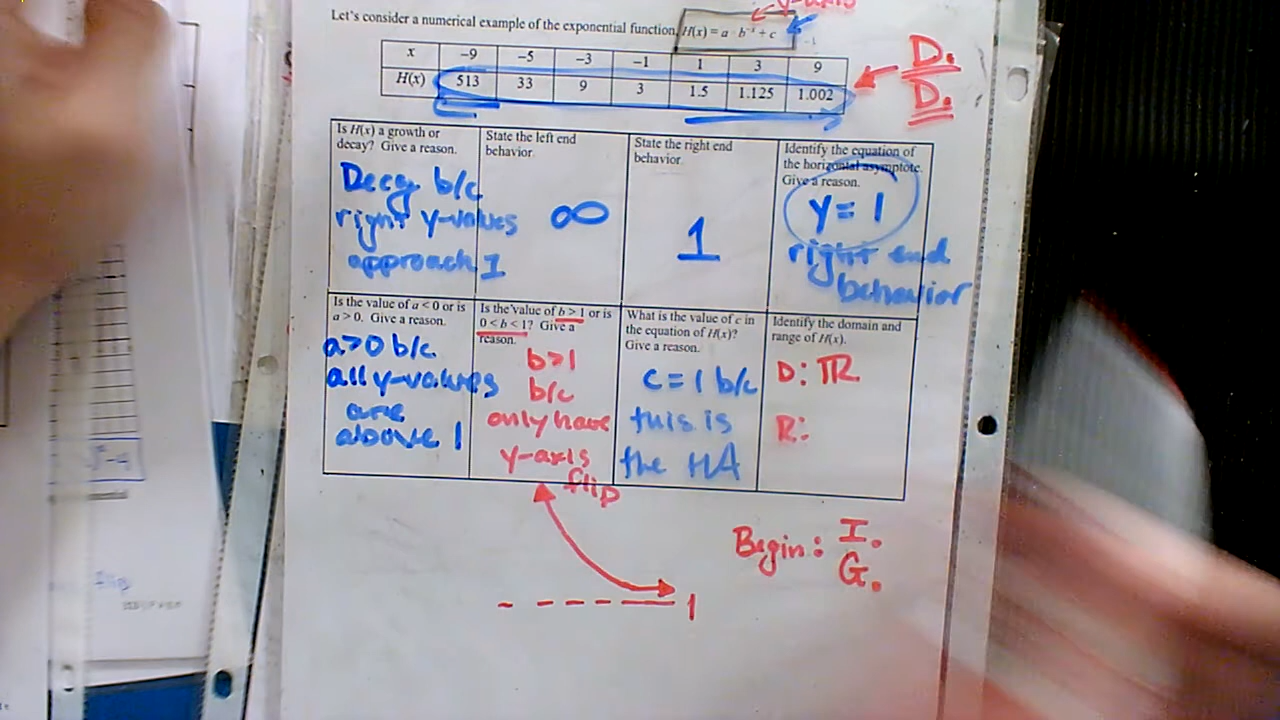 y-axis
Let's consider a numerical example of the exponential function, H(x) = a · b⁻ˣ + c
x −9 −5 −3 −1 1 3 9
H(x) 513 33 9 3 1.5 1.125 1.002
D.
D.
Is H(x) a growth or
decay? Give a reason.
Decay b/c
right y-values
approach 1
State the left end
behavior.
∞
State the right end
behavior.
1
Identify the equation of
the horizontal asymptote.
Give a reason.
y = 1
right end
behavior
Is the value of a < 0 or is
a > 0. Give a reason.
a>0 b/c
all y-values
are
above 1
Is the value of b > 1 or is
0 < b < 1? Give a
reason.
b>1
b/c
only have
y-axis
flip
What is the value of c in
the equation of H(x)?
Give a reason.
c = 1 b/c
this is
the HA
Identify the domain and
range of H(x).
D: ℝ
R:
Begin: I.
G.
1